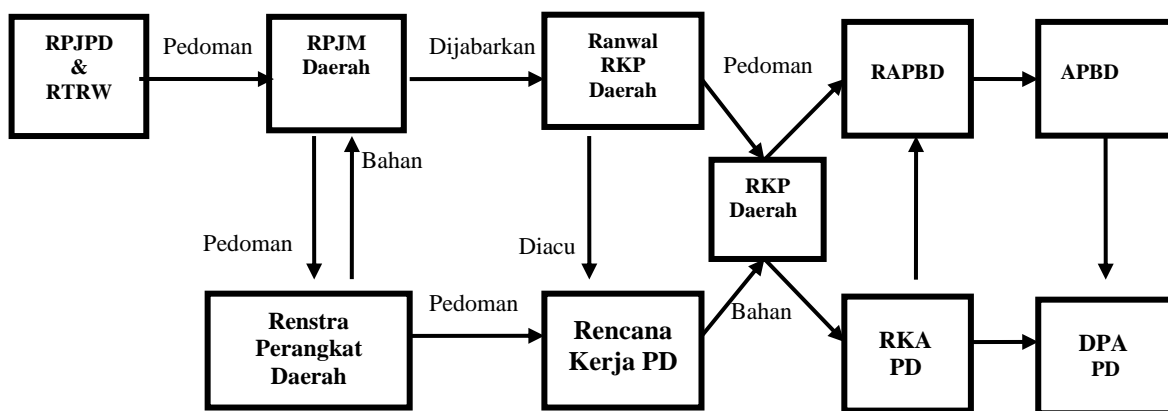 RPJPD
&
RTRW
Pedoman
RPJM
Daerah
Dijabarkan
Ranwal
RKP
Daerah
Pedoman
RAPBD
APBD
Bahan
RKP
Daerah
Pedoman
Diacu
Renstra
Perangkat
Daerah
Pedoman
Rencana
Kerja PD
Bahan
RKA
PD
DPA
PD